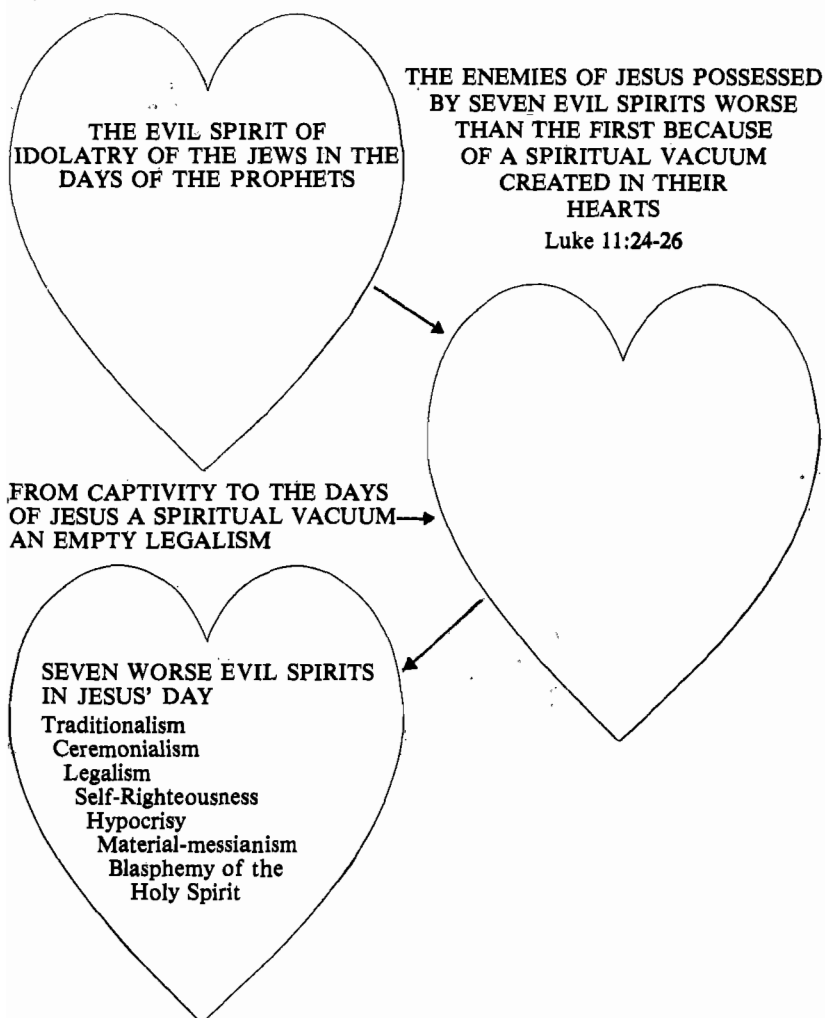 THE EVIL SPIRIT OF
IDOLATRY OF THE JEWS IN THE
DAYS OF THE PROPHETS
THE ENEMIES OF JESUS POSSESSED
BY SEVEN EVIL SPIRITS WORSE
THAN THE FIRST BECAUSE
OF A SPIRITUAL VACUUM
CREATED IN THEIR
HEARTS
Luke 11:24-26
FROM CAPTIVITY TO THE DAYS
OF JESUS A SPIRITUAL VACUUM
AN EMPTY LEGALISM
SEVEN WORSE EVIL SPIRITS
IN JESUS' DAY
Traditionalism
Ceremonialism
Legalism
Self-Righteousness
Hypocrisy
Material-messianism
Blasphemy of the
Holy Spirit